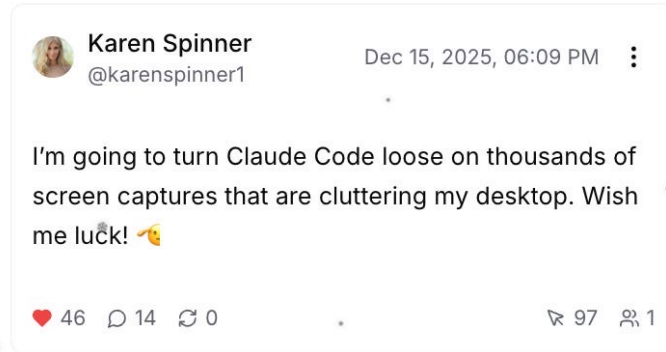 Karen Spinner
@karenspinner1
Dec 15, 2025, 06:09 PM
I'm going to turn Claude Code loose on thousands of
screen captures that are cluttering my desktop. Wish
me luck! 🫡
46 14 0 97 1